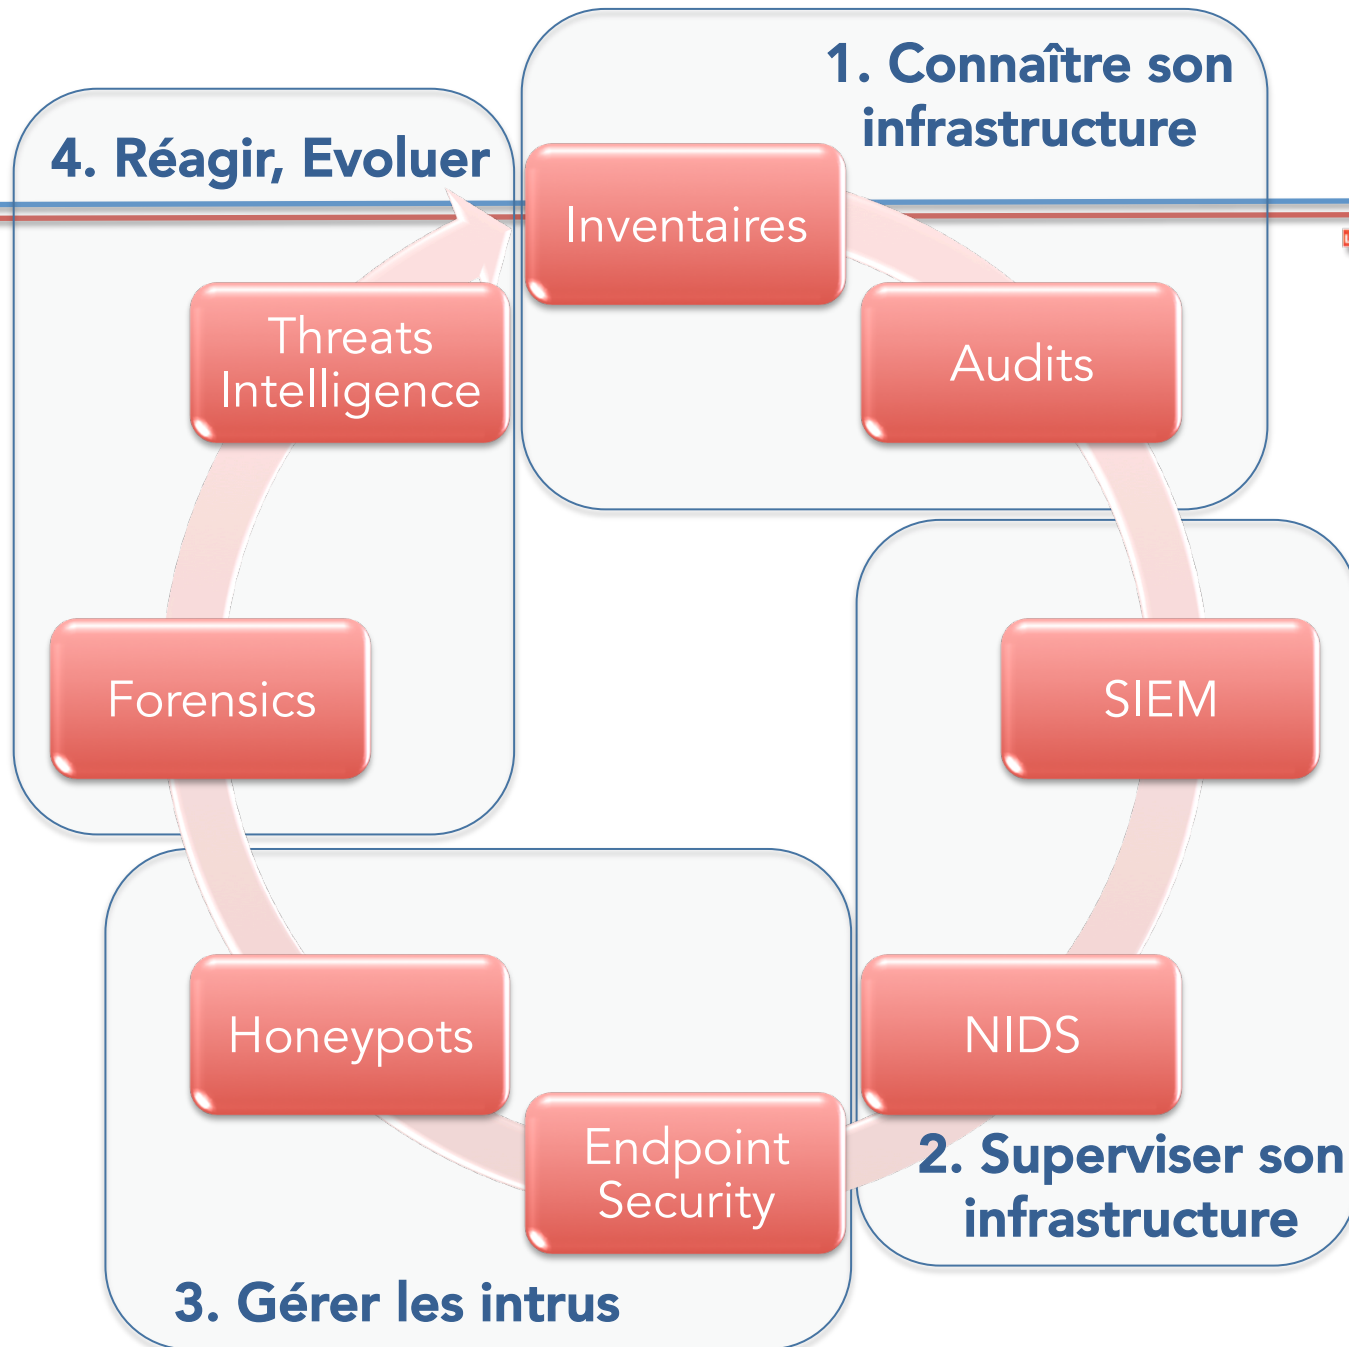 1. Connaître son
infrastructure
4. Réagir, Evoluer
Inventaires
Threats
Intelligence
Audits
Forensics
SIEM
Honeypots
NIDS
Endpoint
Security
2. Superviser son
infrastructure
3. Gérer les intrus